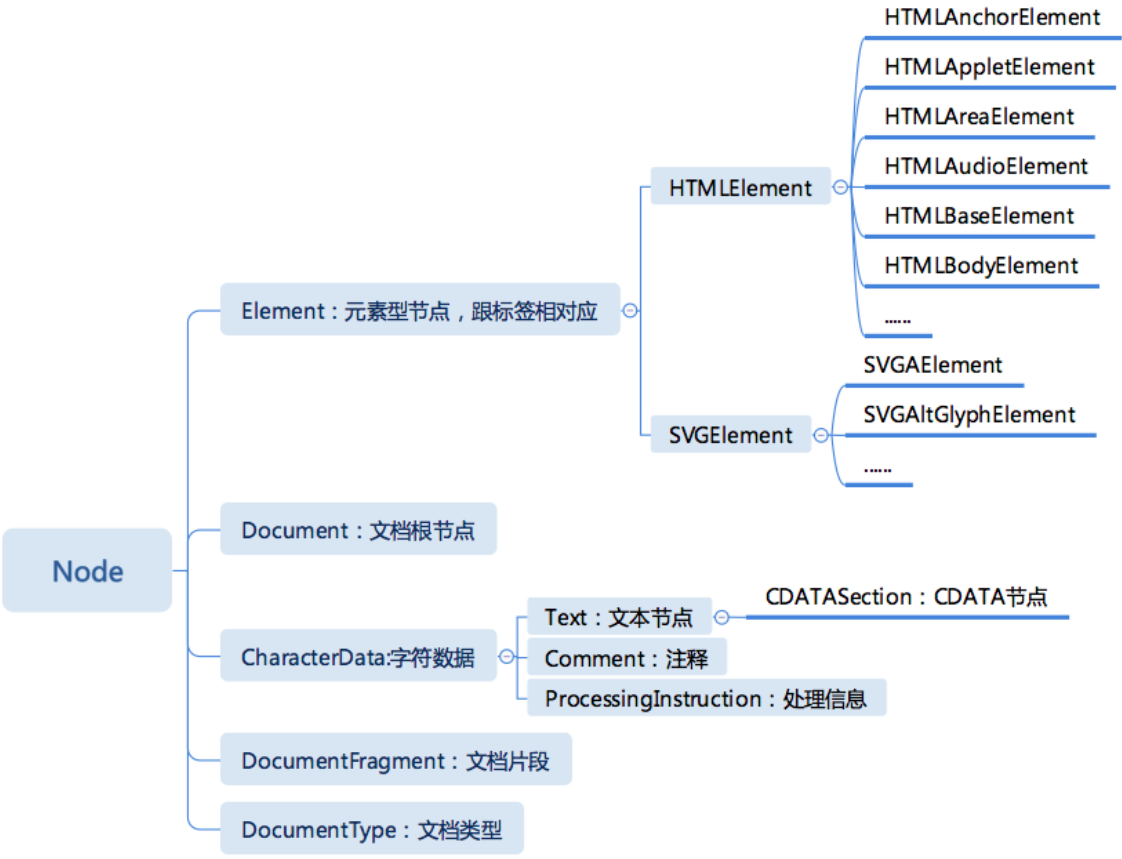 Node
Element：元素型节点，跟标签相对应
HTMLElement
HTMLAnchorElement
HTMLAppletElement
HTMLAreaElement
HTMLAudioElement
HTMLBaseElement
HTMLBodyElement
......
SVGElement
SVGAElement
SVGAltGlyphElement
......
Document：文档根节点
CharacterData:字符数据
Text：文本节点
CDATASection：CDATA节点
Comment：注释
ProcessingInstruction：处理信息
DocumentFragment：文档片段
DocumentType：文档类型